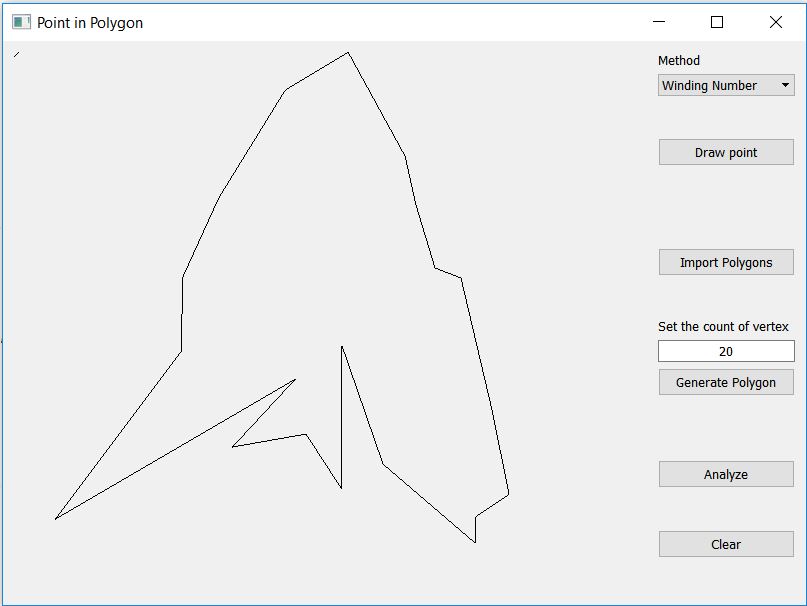 Point in Polygon
Method
Winding Number
Draw point
Import Polygons
Set the count of vertex
20
Generate Polygon
Analyze
Clear